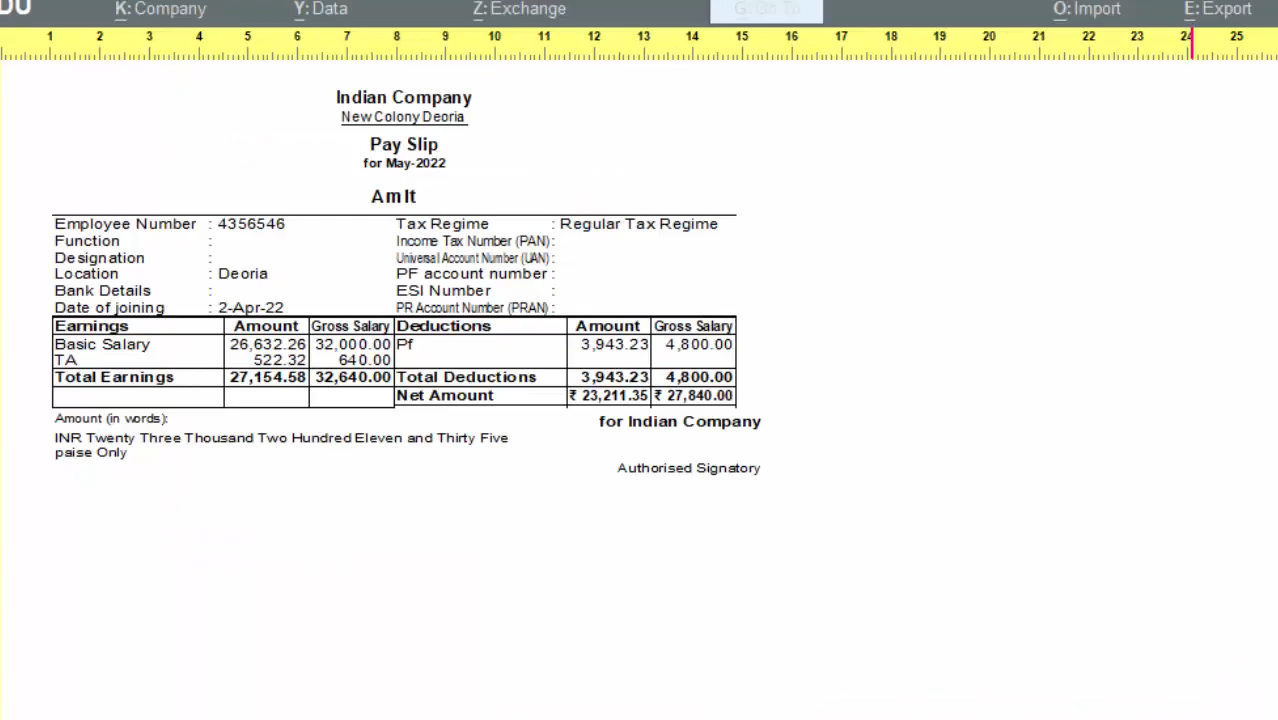 DU K: Company Y: Data Z: Exchange G: Go To O: Import E: Export
1 2 3 4 5 6 7 8 9 10 11 12 13 14 15 16 17 18 19 20 21 22 23 24 25
Indian Company
New Colony Deoria
Pay Slip
for May-2022
Amit
Employee Number : 4356546 Tax Regime : Regular Tax Regime
Function : Income Tax Number (PAN) :
Designation : Universal Account Number (UAN) :
Location : Deoria PF account number :
Bank Details : ESI Number :
Date of joining : 2-Apr-22 PR Account Number (PRAN) :
Earnings Amount Gross Salary Deductions Amount Gross Salary
Basic Salary 26,632.26 32,000.00 Pf 3,943.23 4,800.00
TA 522.32 640.00
Total Earnings 27,154.58 32,640.00 Total Deductions 3,943.23 4,800.00
Net Amount ₹ 23,211.35 ₹ 27,840.00
Amount (in words):
for Indian Company
INR Twenty Three Thousand Two Hundred Eleven and Thirty Five
paise Only
Authorised Signatory